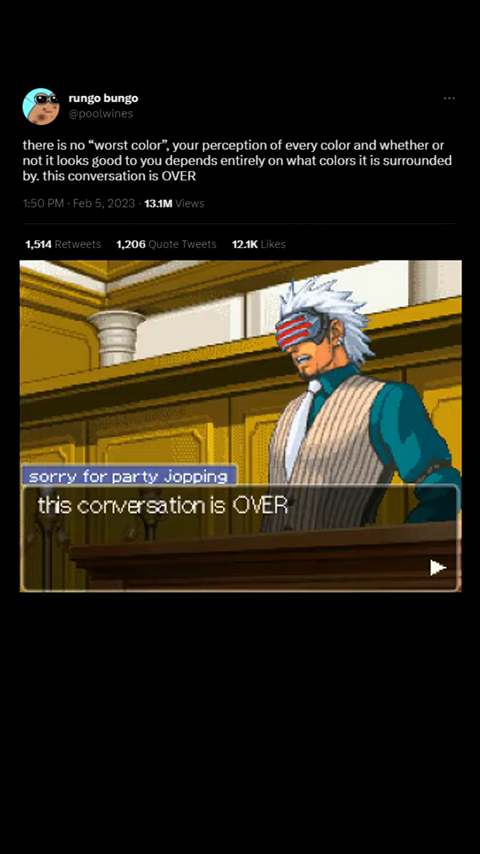 rungo bungo
@poolwines
there is no “worst color”, your perception of every color and whether or
not it looks good to you depends entirely on what colors it is surrounded
by. this conversation is OVER
1:50 PM · Feb 5, 2023 · 13.1M Views
1,514 Retweets 1,206 Quote Tweets 12.1K Likes
sorry for party Jopping
this conversation is OVER